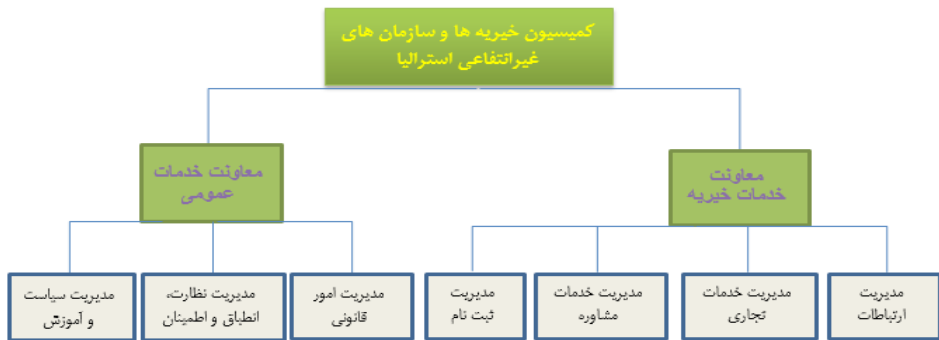 کمیسیون خیریه ها و سازمان های
غیرانتفاعی استرالیا
معاونت
خدمات خیریه
معاونت خدمات
عمومی
مدیریت
ارتباطات
مدیریت خدمات
تجاری
مدیریت خدمات
مشاوره
مدیریت
ثبت نام
مدیریت امور
قانونی
مدیریت نظارت،
انطباق و اطمینان
مدیریت سیاست
و آموزش